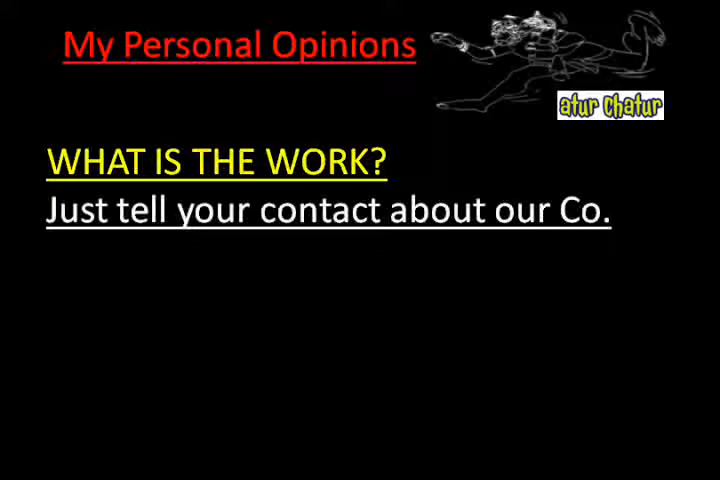 My Personal Opinions
atur Chatur
WHAT IS THE WORK?
Just tell your contact about our Co.